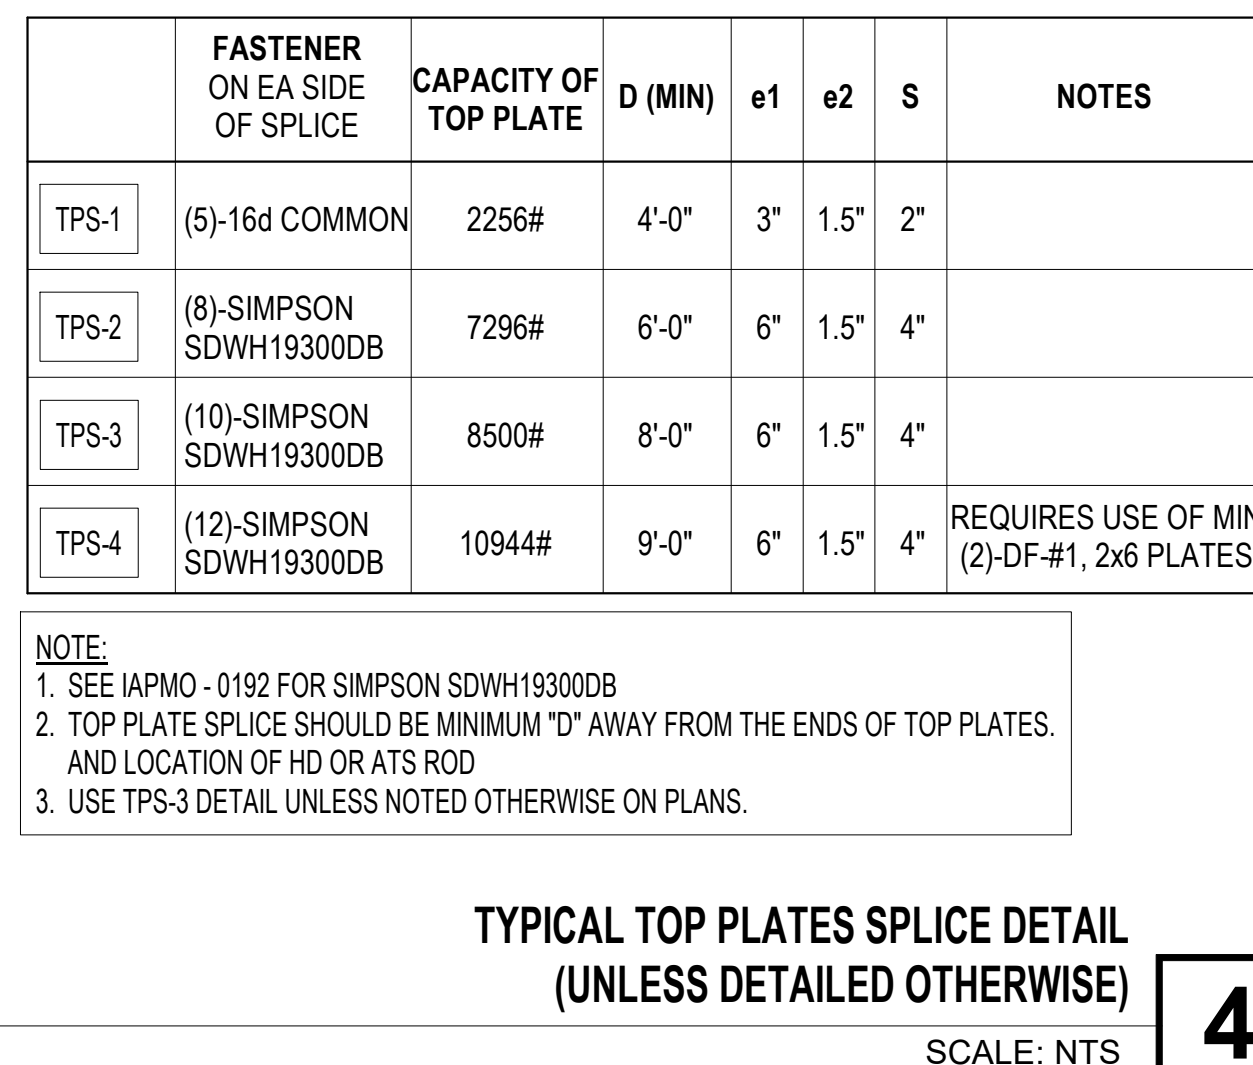 FASTENER
ON EA SIDE
OF SPLICE
CAPACITY OF
TOP PLATE
D (MIN)
e1
e2
S
NOTES
TPS-1
(5)-16d COMMON
2256#
4'-0"
3"
1.5"
2"
TPS-2
(8)-SIMPSON
SDWH19300DB
7296#
6'-0"
6"
1.5"
4"
TPS-3
(10)-SIMPSON
SDWH19300DB
8500#
8'-0"
6"
1.5"
4"
TPS-4
(12)-SIMPSON
SDWH19300DB
10944#
9'-0"
6"
1.5"
4"
REQUIRES USE OF MIN
(2)-DF-#1, 2x6 PLATES
NOTE:
1. SEE IAPMO - 0192 FOR SIMPSON SDWH19300DB
2. TOP PLATE SPLICE SHOULD BE MINIMUM "D" AWAY FROM THE ENDS OF TOP PLATES.
AND LOCATION OF HD OR ATS ROD
3. USE TPS-3 DETAIL UNLESS NOTED OTHERWISE ON PLANS.
TYPICAL TOP PLATES SPLICE DETAIL
(UNLESS DETAILED OTHERWISE)
4
SCALE: NTS